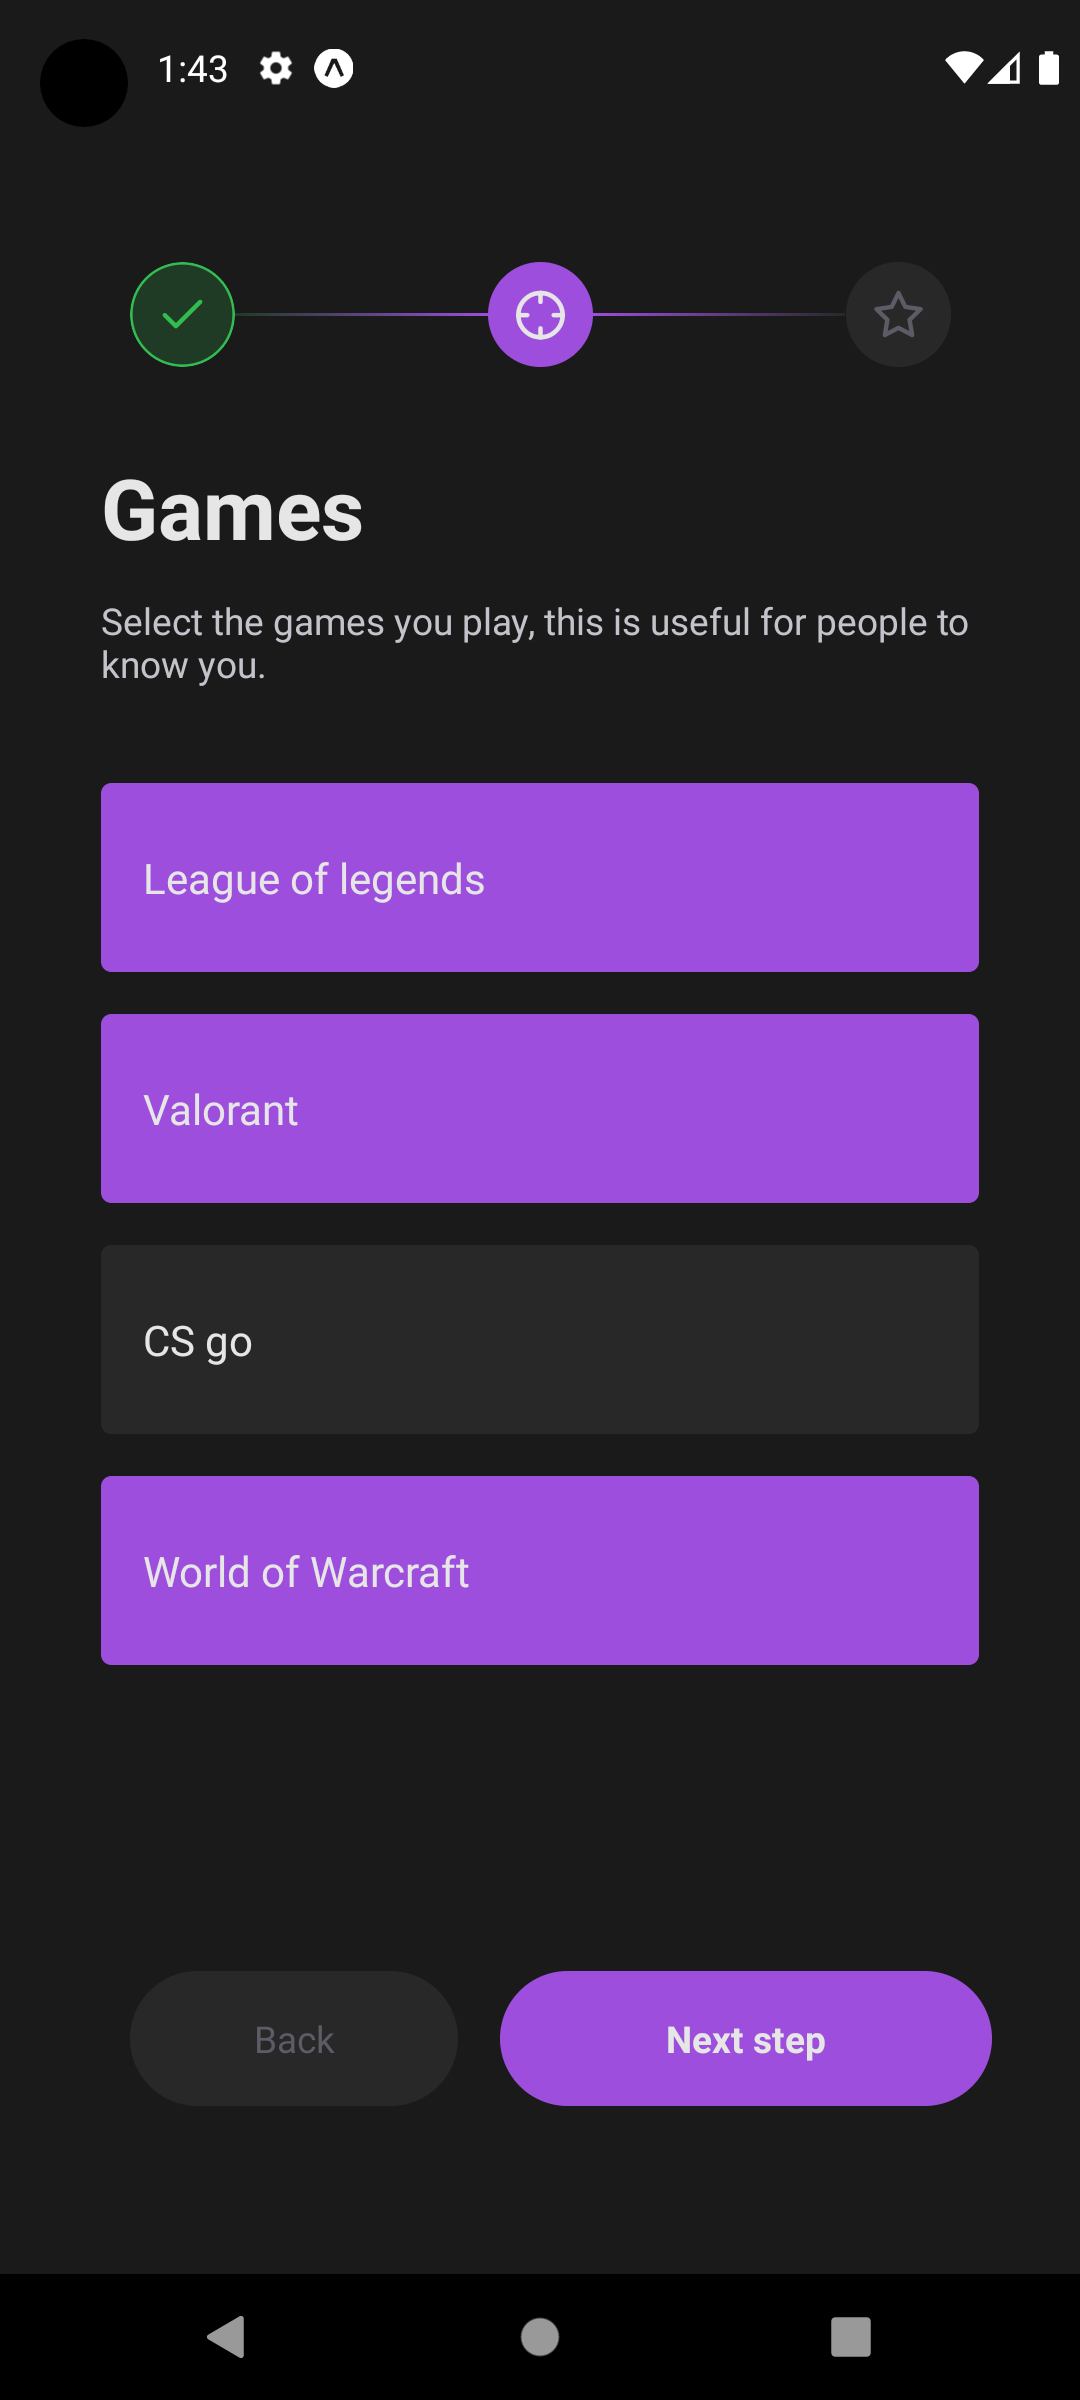 1:43
Games
Select the games you play, this is useful for people to
know you.
League of legends
Valorant
CS go
World of Warcraft
Back
Next step